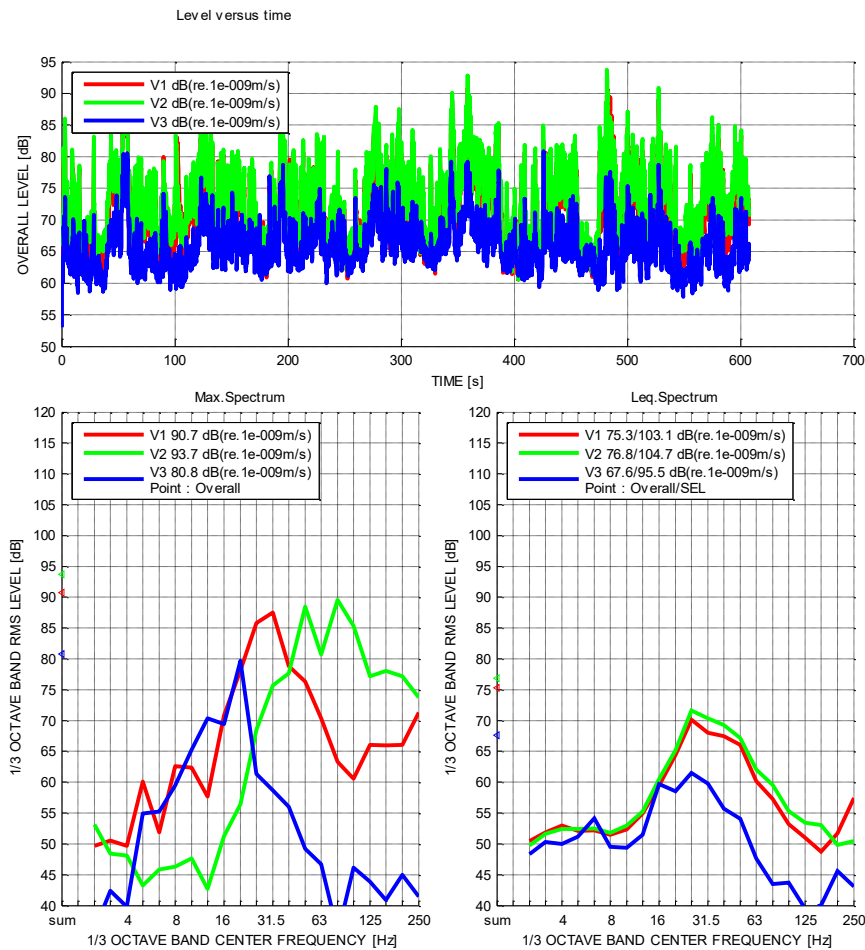 Level versus time
95
90
85
80
75
70
65
60
55
50
OVERALL LEVEL [dB]
V1 dB(re.1e-009m/s)
V2 dB(re.1e-009m/s)
V3 dB(re.1e-009m/s)
0 100 200 300 400 500 600 700
TIME [s]
Max.Spectrum
120
115
110
105
100
95
90
85
80
75
70
65
60
55
50
45
40
1/3 OCTAVE BAND RMS LEVEL [dB]
V1 90.7 dB(re.1e-009m/s)
V2 93.7 dB(re.1e-009m/s)
V3 80.8 dB(re.1e-009m/s)
Point : Overall
sum 4 8 16 31.5 63 125 250
1/3 OCTAVE BAND CENTER FREQUENCY [Hz]
Leq.Spectrum
120
115
110
105
100
95
90
85
80
75
70
65
60
55
50
45
40
1/3 OCTAVE BAND RMS LEVEL [dB]
V1 75.3/103.1 dB(re.1e-009m/s)
V2 76.8/104.7 dB(re.1e-009m/s)
V3 67.6/95.5 dB(re.1e-009m/s)
Point : Overall/SEL
sum 4 8 16 31.5 63 125 250
1/3 OCTAVE BAND CENTER FREQUENCY [Hz]